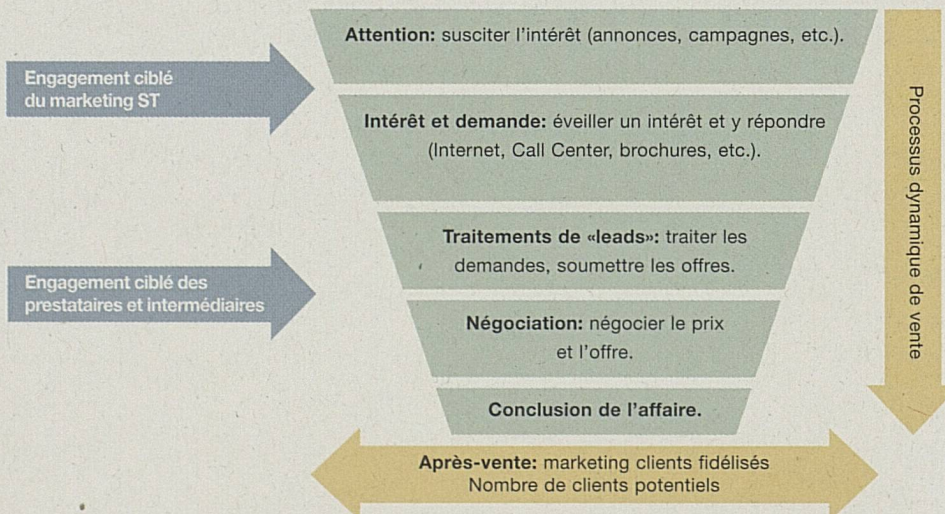 Attention: susciter l'intérêt (annonces, campagnes, etc.).
Engagement ciblé
du marketing ST
Intérêt et demande: éveiller un intérêt et y répondre
(Internet, Call Center, brochures, etc.).
Traitements de «leads»: traiter les
demandes, soumettre les offres.
Engagement ciblé des
prestataires et intermédiaires
Négociation: négocier le prix
et l'offre.
Conclusion de l'affaire.
Après-vente: marketing clients fidélisés
Nombre de clients potentiels
Processus dynamique de vente